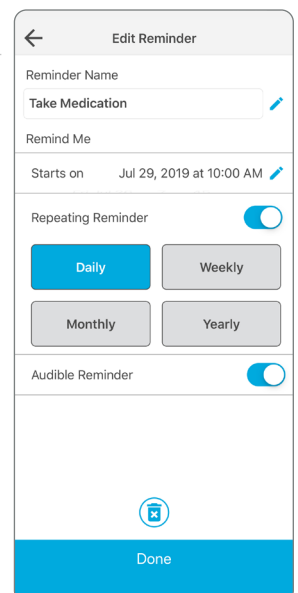 Edit Reminder
Reminder Name
Take Medication
Remind Me
Starts on Jul 29, 2019 at 10:00 AM
Repeating Reminder
Daily Weekly
Monthly Yearly
Audible Reminder
Done